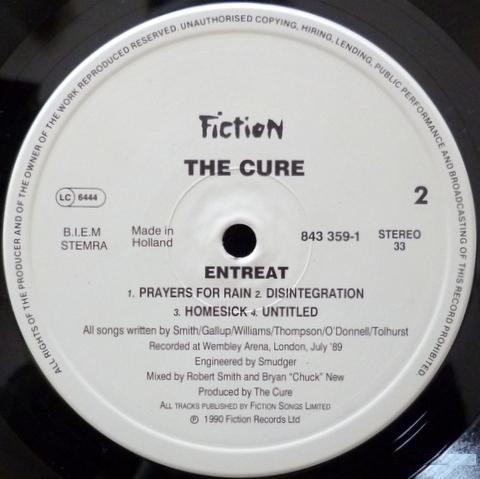 ALL RIGHTS OF THE PRODUCER AND OF THE OWNER OF THE WORK REPRODUCED RESERVED. UNAUTHORISED COPYING, HIRING, LENDING, PUBLIC PERFORMANCE AND BROADCASTING OF THIS RECORD PROHIBITED.
Fiction
THE CURE
LC 6444
2
B.I.E.M
STEMRA
Made in
Holland
843 359-1
STEREO
33
ENTREAT
1. PRAYERS FOR RAIN 2. DISINTEGRATION
3. HOMESICK 4. UNTITLED
All songs written by Smith/Gallup/Williams/Thompson/O'Donnell/Tolhurst
Recorded at Wembley Arena, London, July '89
Engineered by Smudger
Mixed by Robert Smith and Bryan "Chuck" New
Produced by The Cure
ALL TRACKS PUBLISHED BY FICTION SONGS LIMITED
℗ 1990 Fiction Records Ltd